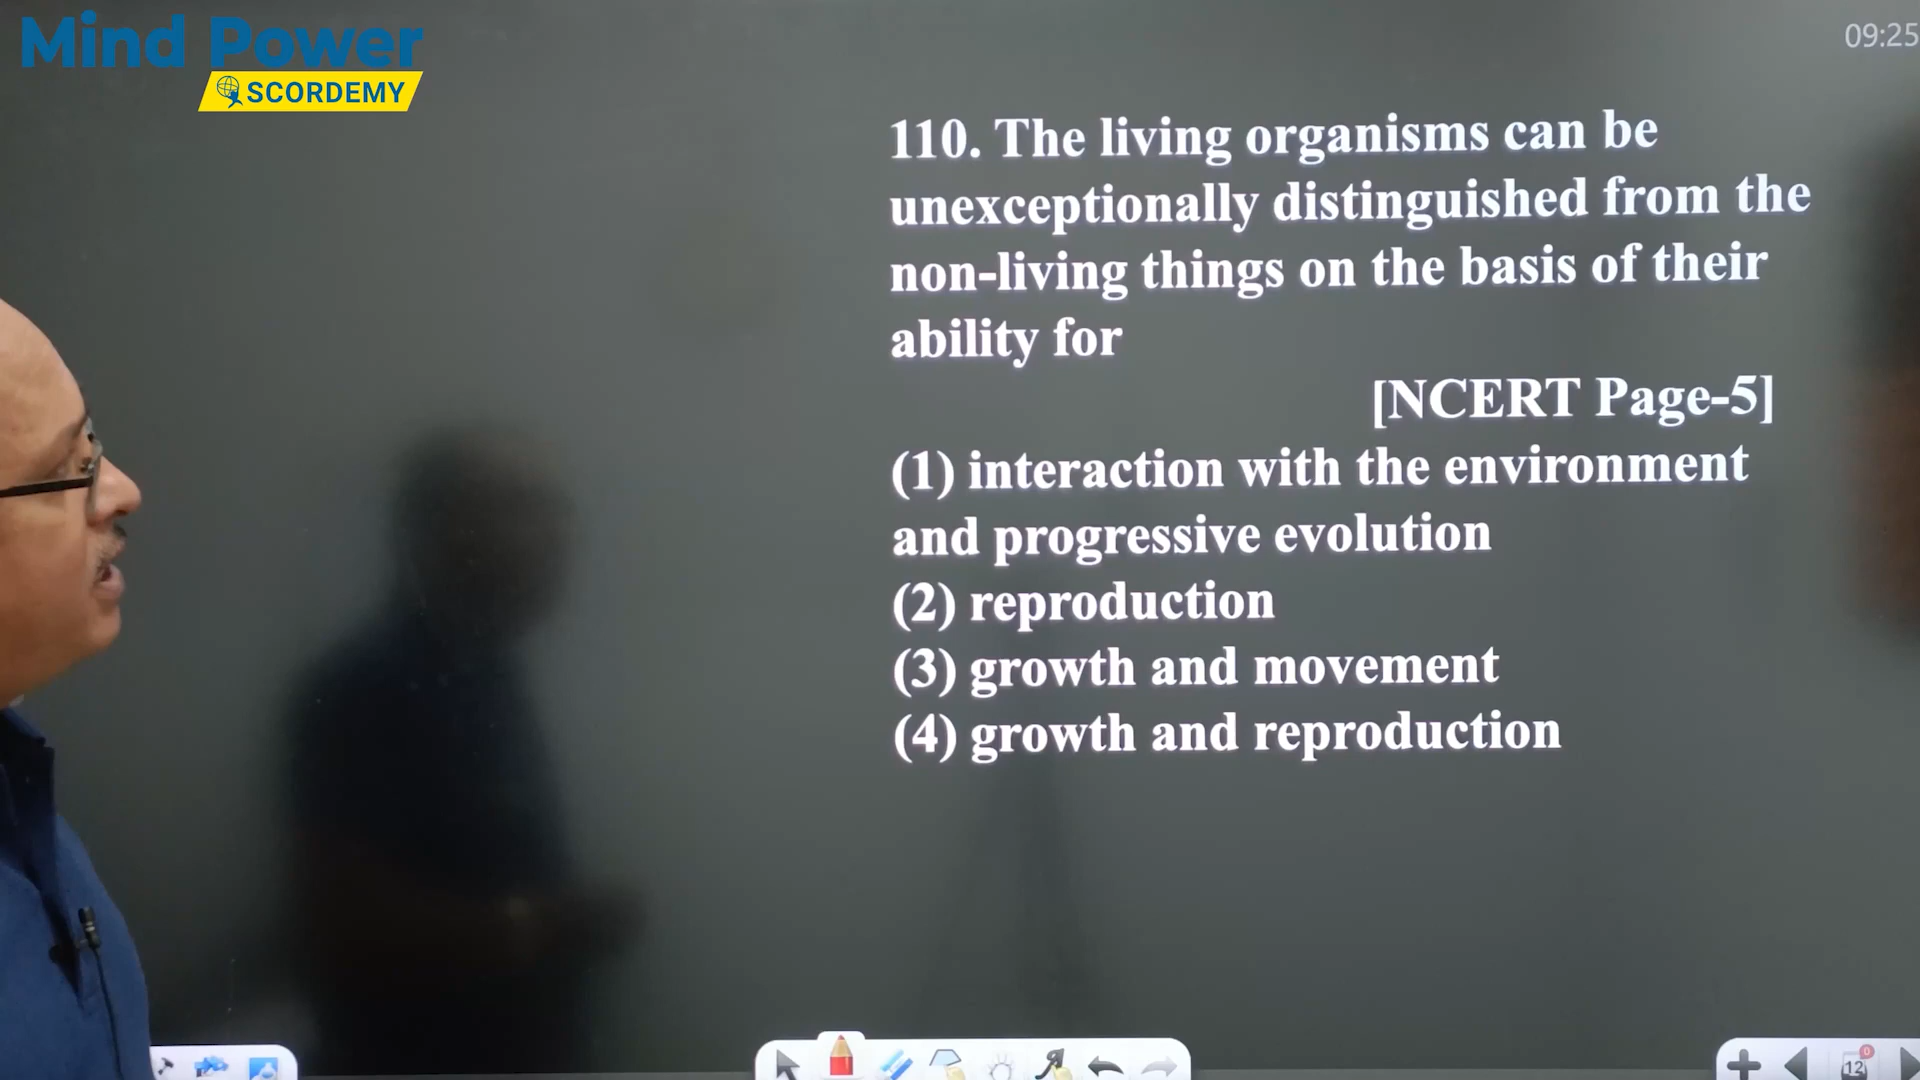 Mind Power
SCORDEMY
09:25
110. The living organisms can be
unexceptionally distinguished from the
non-living things on the basis of their
ability for
[NCERT Page-5]
(1) interaction with the environment
and progressive evolution
(2) reproduction
(3) growth and movement
(4) growth and reproduction
12
0